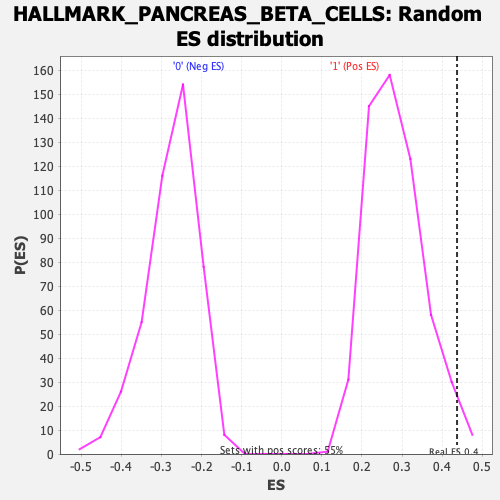 HALLMARK_PANCREAS_BETA_CELLS: Random
ES distribution
'0' (Neg ES)
'1' (Pos ES)
160
150
140
130
120
110
100
90
80
70
60
50
40
30
20
10
0
P(ES)
Sets with pos scores: 55%
Real ES 0.4
-0.5 -0.4 -0.3 -0.2 -0.1 0.0 0.1 0.2 0.3 0.4 0.5
ES